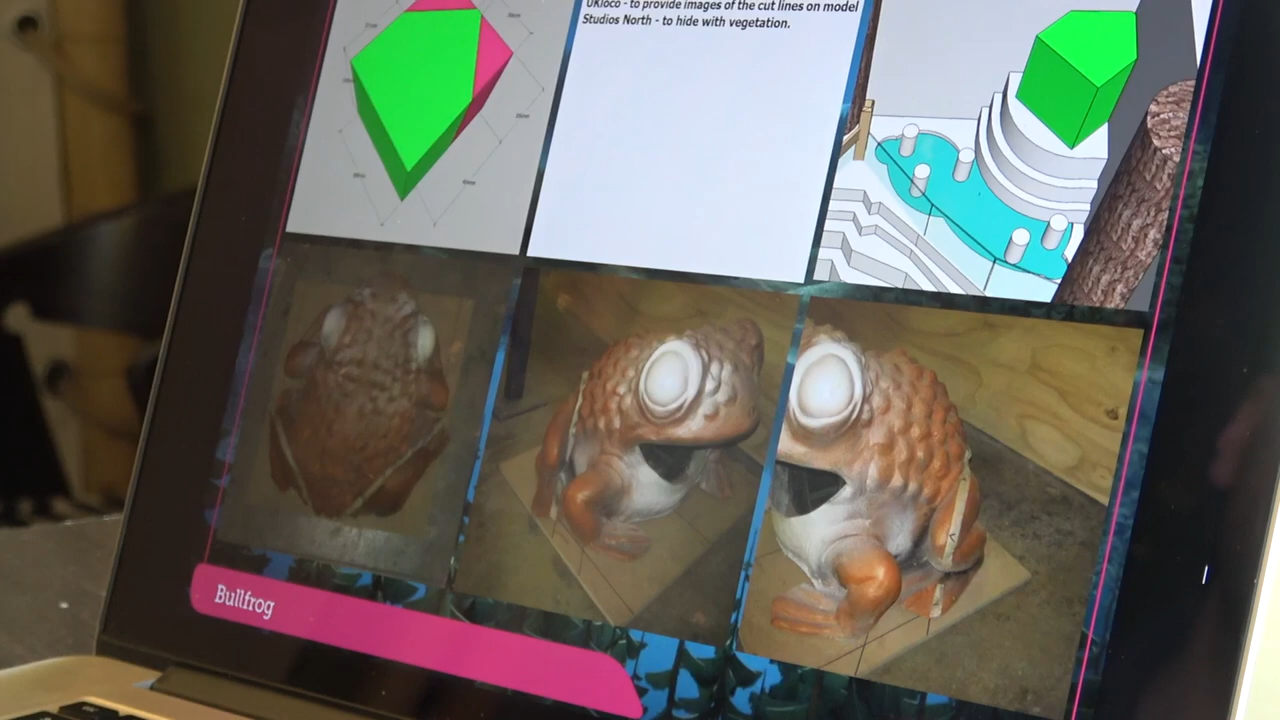 UKloco - to provide images of the cut lines on model
Studios North - to hide with vegetation.
Bullfrog